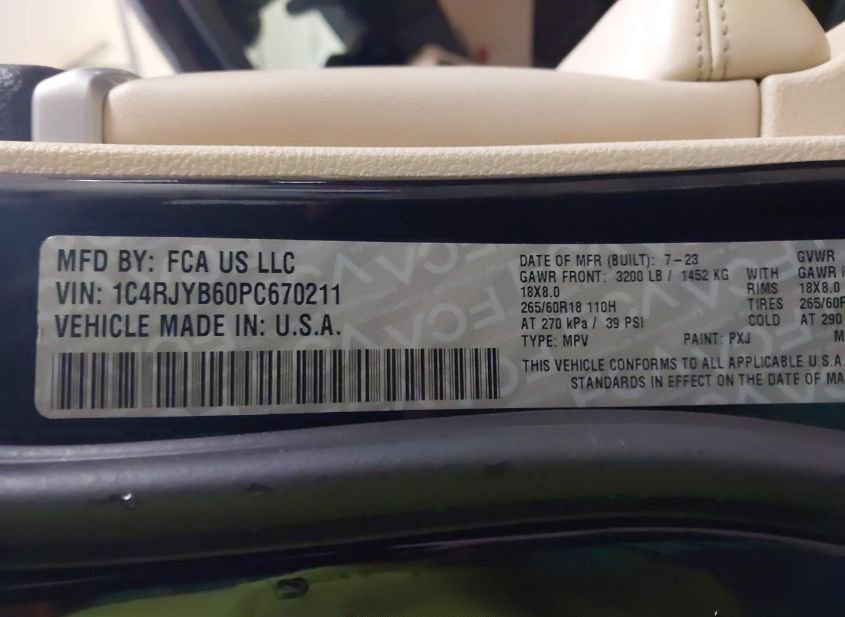 MFD BY: FCA US LLC
VIN: 1C4RJYB60PC670211
VEHICLE MADE IN: U.S.A.
DATE OF MFR (BUILT): 7-23 GVWR
GAWR FRONT: 3200 LB / 1452 KG WITH GAWR
18X8.0 RIMS 18X8.0
265/60R18 110H TIRES 265/60R
AT 270 kPa / 39 PSI COLD AT 290
TYPE: MPV PAINT: PXJ M
THIS VEHICLE CONFORMS TO ALL APPLICABLE U.S.A.
STANDARDS IN EFFECT ON THE DATE OF MA